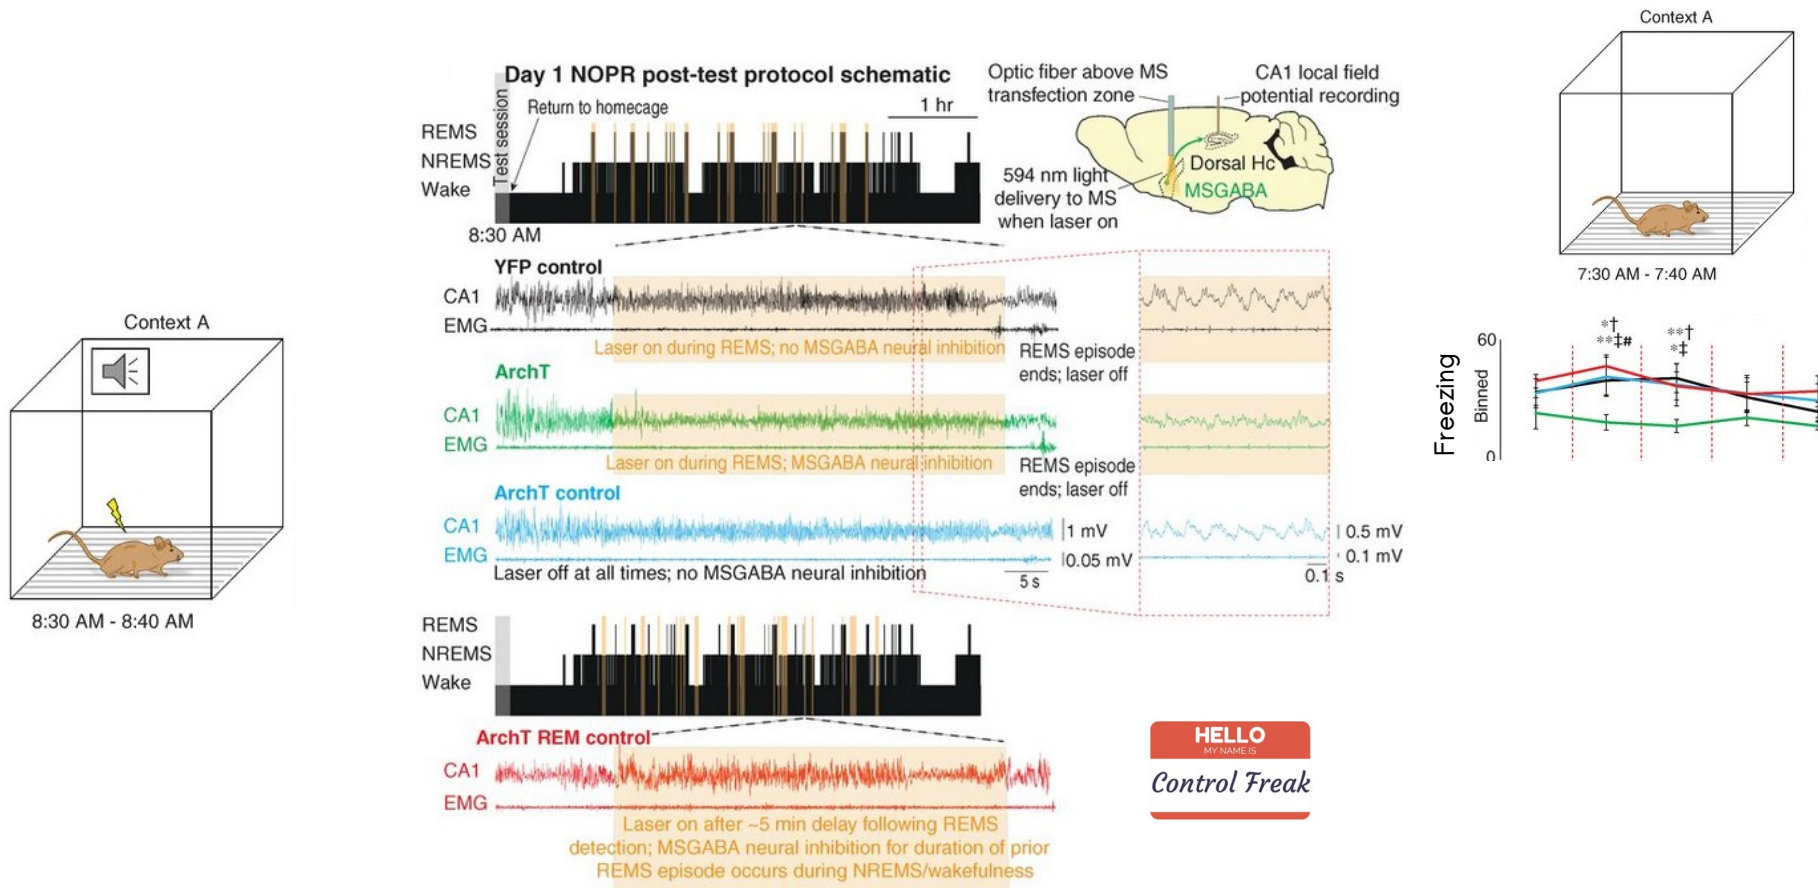 Context A
8:30 AM - 8:40 AM
Day 1 NOPR post-test protocol schematic
Test session
Return to homecage
1 hr
REMS
NREMS
Wake
8:30 AM
Optic fiber above MS
transfection zone
CA1 local field
potential recording
594 nm light
delivery to MS
when laser on
Dorsal Hc
MSGABA
YFP control
CA1
EMG
Laser on during REMS; no MSGABA neural inhibition
REMS episode
ends; laser off
ArchT
CA1
EMG
Laser on during REMS; MSGABA neural inhibition
REMS episode
ends; laser off
ArchT control
CA1
EMG
1 mV
0.05 mV
0.5 mV
0.1 mV
Laser off at all times; no MSGABA neural inhibition
5 s
0.1 s
REMS
NREMS
Wake
ArchT REM control
CA1
EMG
Laser on after ~5 min delay following REMS
detection; MSGABA neural inhibition for duration of prior
REMS episode occurs during NREMS/wakefulness
HELLO
MY NAME IS
Control Freak
Context A
7:30 AM - 7:40 AM
Freezing
Binned
60
0
*†
**‡#
**†
*‡